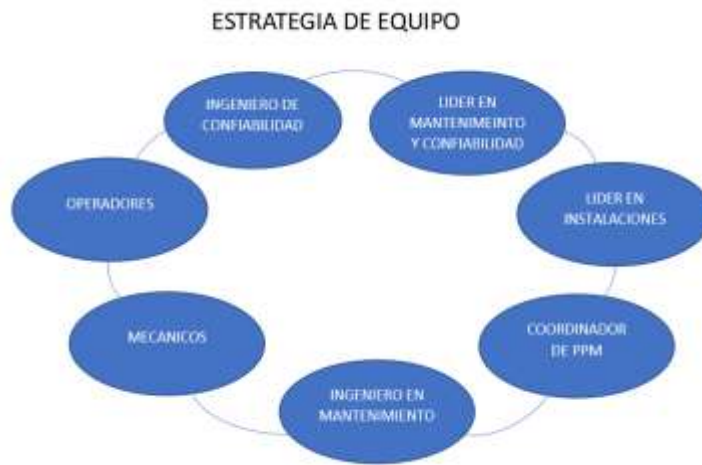 ESTRATEGIA DE EQUIPO
INGENIERO DE
CONFIABILIDAD
LIDER EN
MANTENIMEINTO
Y CONFIABILIDAD
OPERADORES
LIDER EN
INSTALACIONES
MECANICOS
COORDINADOR
DE PPM
INGENIERO EN
MANTENIMIENTO